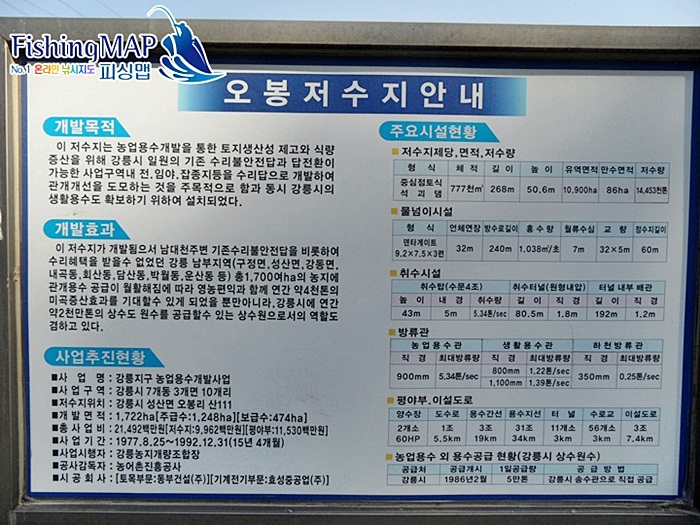 FishingMAP
No.1 온라인 낚시지도 피싱맵
오봉저수지안내
개발목적
이 저수지는 농업용수개발을 통한 토지생산성 제고와 식량
증산을 위해 강릉시 일원의 기존 수리불안전답과 답전환이
가능한 사업구역내 전.임야.잡종지등을 수리답으로 개발하여
관개개선을 도모하는 것을 주목적으로 함과 동시 강릉시의
생활용수도 확보하기 위하여 설치되었다.
개발효과
이 저수지가 개발됨으서 남대천주변 기존수리불안전답을 비롯하여
수리혜택을 받을수 없었던 강릉 남부지역(구정면,성산면,강동면,
내곡동,회산동,담산동,박월동,운산동 등) 총1,700ha의 농지에
관개용수 공급이 원활해짐에 따라 영농편익과 함께 연간 약4천톤의
미곡증산효과를 기대할수 있게 되었을 뿐만아니라,강릉시에 연간
약2천만톤의 상수도 원수를 공급할수 있는 상수원으로서의 역할도
겸하고 있다.
사업추진현황
■사 업 명 : 강릉지구 농업용수개발사업
■사 업 구 역 : 강릉시 7개동 3개면 10개리
■저수지위치 : 강릉시 성산면 오봉리 산111
■개 발 면 적 : 1,722ha[주수급:1,248ha][보급수:474ha]
■총 사 업 비 : 21,492백만원[저수지:9,962백만원][평야부:11,530백만원]
■사 업 기 간 : 1977.8.25~1992.12.31(15년 4개월)
■사업시행자 : 강릉농지개량조합장
■공사감독자 : 농어촌진흥공사
■시 공 회 사 : [토목부문:동부건설(주)][기계전기부문:효성중공업(주)]
주요시설현황
■저수지제당,면적,저수량
형 식 체 적 길 이 높 이 유역면적 만수면적 저수량
중심점토식 석 괴 댐 777천㎥ 268m 50.6m 10,900ha 86ha 14,453천톤
■물넘이시설
형 식 언체연장 방수로길이 홍 수 량 월류수심 교 량 정수지길이
텐타게이트 9.2×7.5×3련 32m 240m 1,038㎥/초 7m 32×5m 60m
■취수시설
취수탑(수문4조) 취수터널(원형내압) 터널 내부 배관
높 이 내 경 취수량 길 이 직 경 길 이 직 경
43m 5m 5.34톤/sec 80.5m 1.8m 192m 1.2m
■방류관
농 업 용 수 관 생 활 용 수 관 하 천 방 류 관
직 경 최대방류량 직 경 최대방류량 직 경 최대방류량
900mm 5.34톤/sec 800mm 1.22톤/sec 350mm 0.25톤/sec
1,100mm 1.39톤/sec
■평야부,이설도로
양수장 도수로 용수간선 용수지선 터 널 수로교 이설도로
2개소 1조 3조 31조 11개소 56개소 3조
60HP 5.5km 19km 34km 3km 3km 7.4km
■농업용수 외 용수공급 현황(강릉시 상수원수)
공급처 공급개시 1일공급량 공 급 방 법
강릉시 1986년2월 5만톤 강릉시 송수관으로 직접 공급